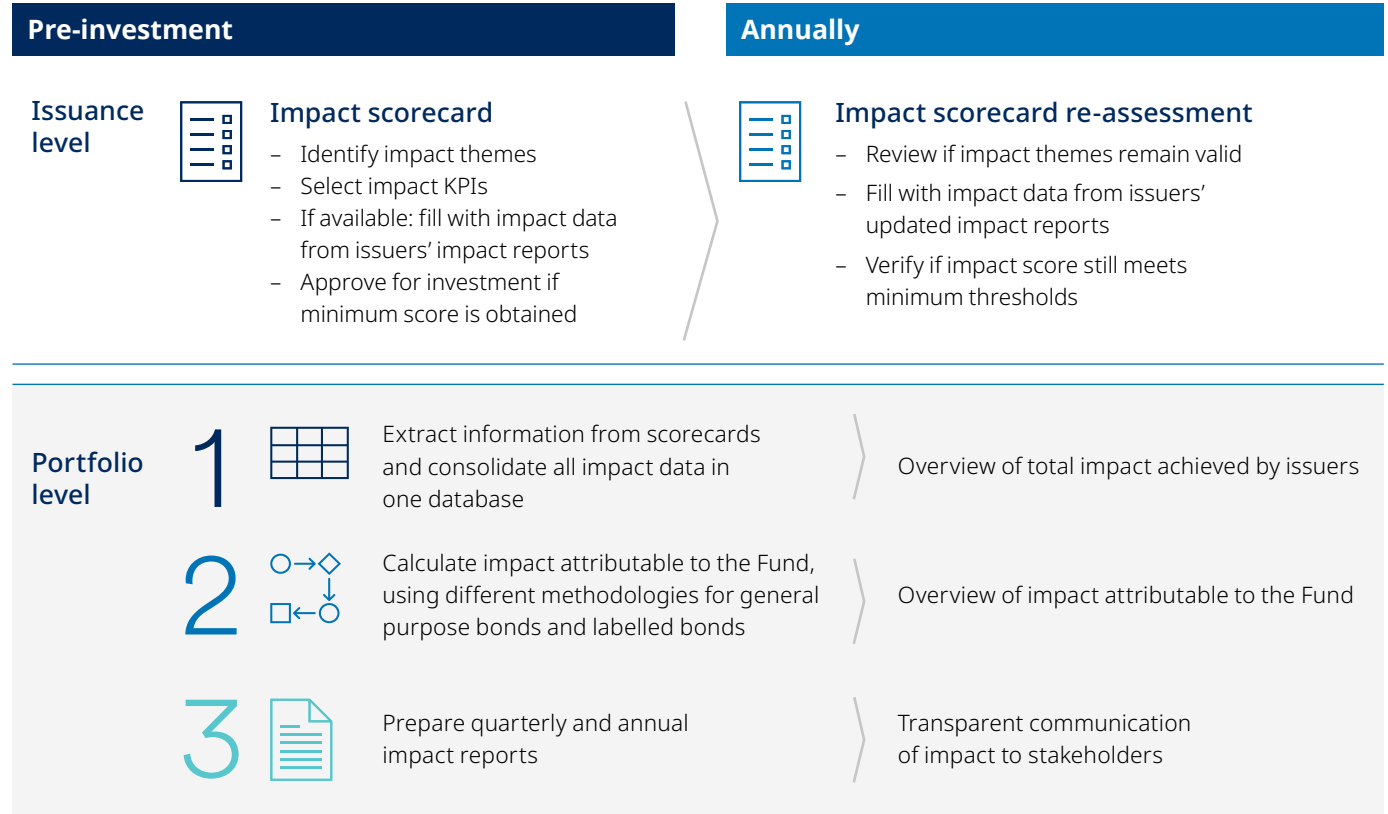 Pre-investment
Annually
Issuance
level
Impact scorecard
– Identify impact themes
– Select impact KPIs
– If available: fill with impact data
from issuers’ impact reports
– Approve for investment if
minimum score is obtained
Impact scorecard re-assessment
– Review if impact themes remain valid
– Fill with impact data from issuers’
updated impact reports
– Verify if impact score still meets
minimum thresholds
Portfolio
level
1
Extract information from scorecards
and consolidate all impact data in
one database
Overview of total impact achieved by issuers
2
Calculate impact attributable to the Fund,
using different methodologies for general
purpose bonds and labelled bonds
Overview of impact attributable to the Fund
3
Prepare quarterly and annual
impact reports
Transparent communication
of impact to stakeholders